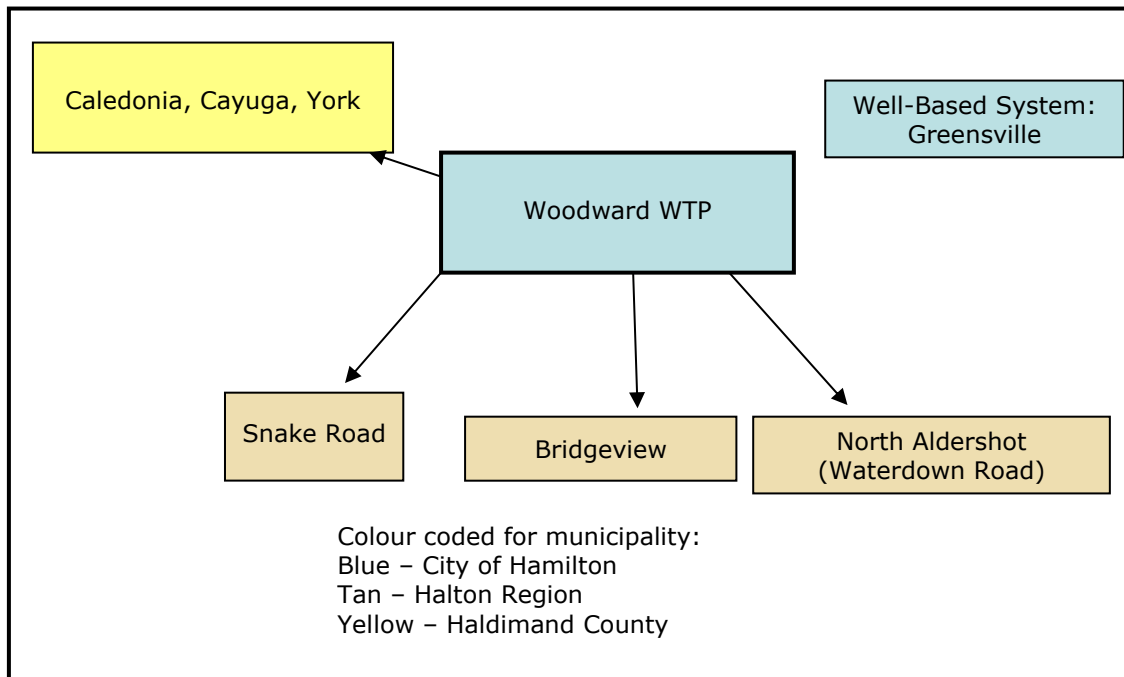 Caledonia, Cayuga, York
Well-Based System:
Greensville
Woodward WTP
Snake Road
Bridgeview
North Aldershot
(Waterdown Road)
Colour coded for municipality:
Blue – City of Hamilton
Tan – Halton Region
Yellow – Haldimand County